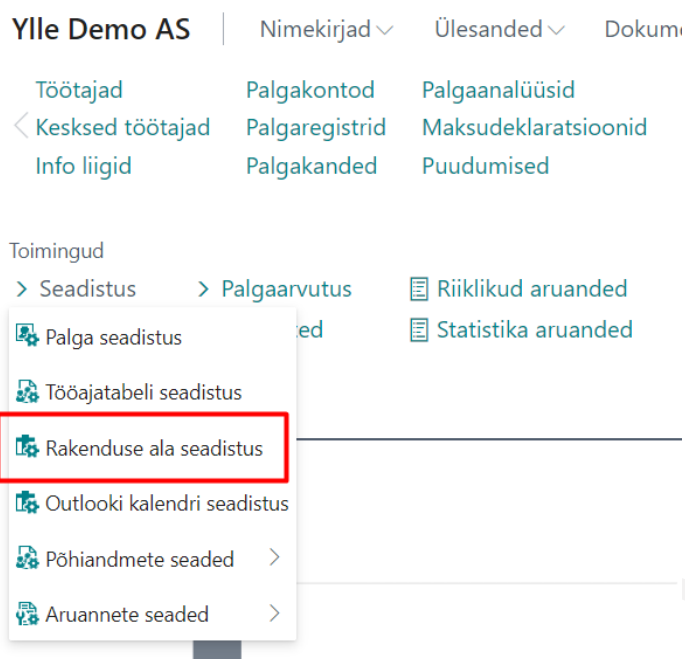 Ylle Demo AS Nimekirjad Ülesanded
Töötajad Palgakontod Palgaanalüüsid
Kesksed töötajad Palgaregistrid Maksudeklaratsioonid
Info liigid Palgakanded Puudumised
Toimingud
Seadistus Palgaarvutus Riiklikud aruanded
Statistika aruanded
Palga seadistus
Tööajatabeli seadistus
Rakenduse ala seadistus
Outlooki kalendri seadistus
Põhiandmete seaded
Aruannete seaded